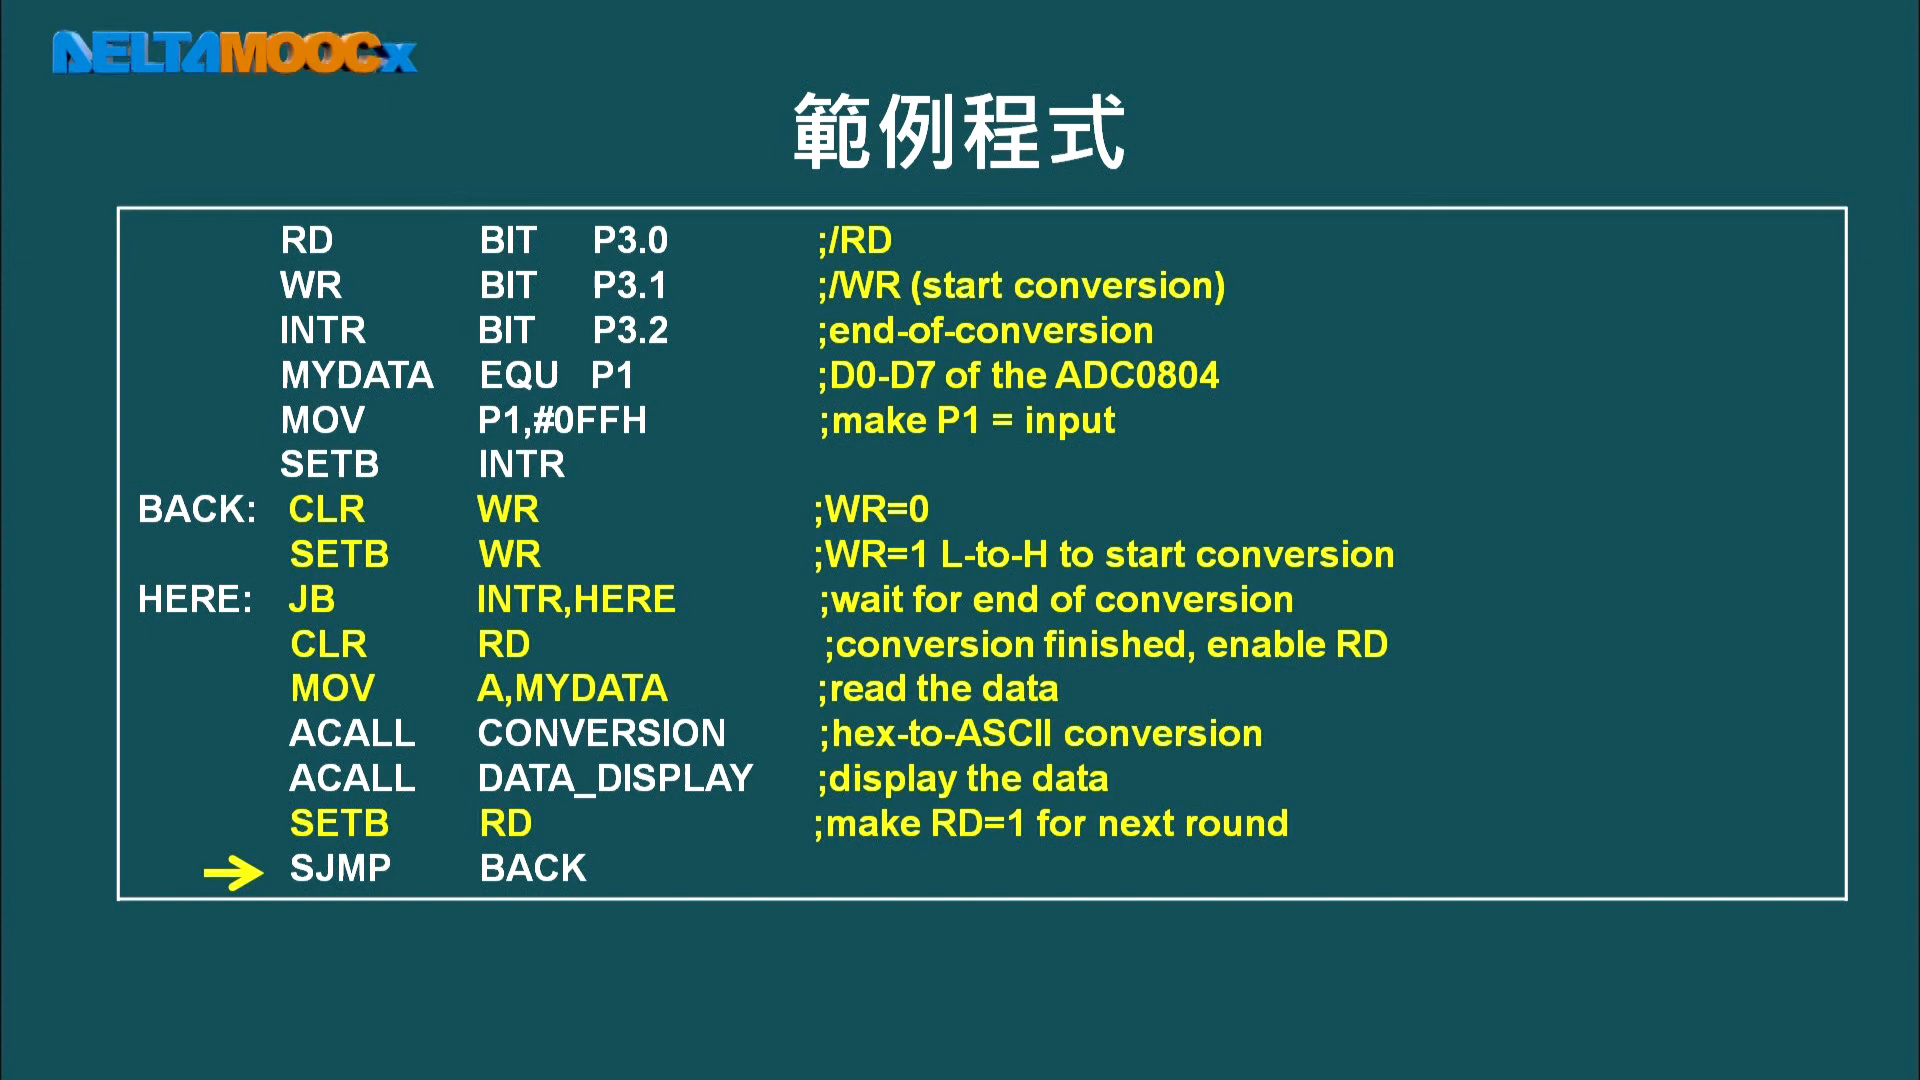 DELTAMOOCx
範例程式
RD BIT P3.0 ;/RD
WR BIT P3.1 ;/WR (start conversion)
INTR BIT P3.2 ;end-of-conversion
MYDATA EQU P1 ;D0-D7 of the ADC0804
MOV P1,#0FFH ;make P1 = input
SETB INTR
BACK: CLR WR ;WR=0
SETB WR ;WR=1 L-to-H to start conversion
HERE: JB INTR,HERE ;wait for end of conversion
CLR RD ;conversion finished, enable RD
MOV A,MYDATA ;read the data
ACALL CONVERSION ;hex-to-ASCII conversion
ACALL DATA_DISPLAY ;display the data
SETB RD ;make RD=1 for next round
SJMP BACK